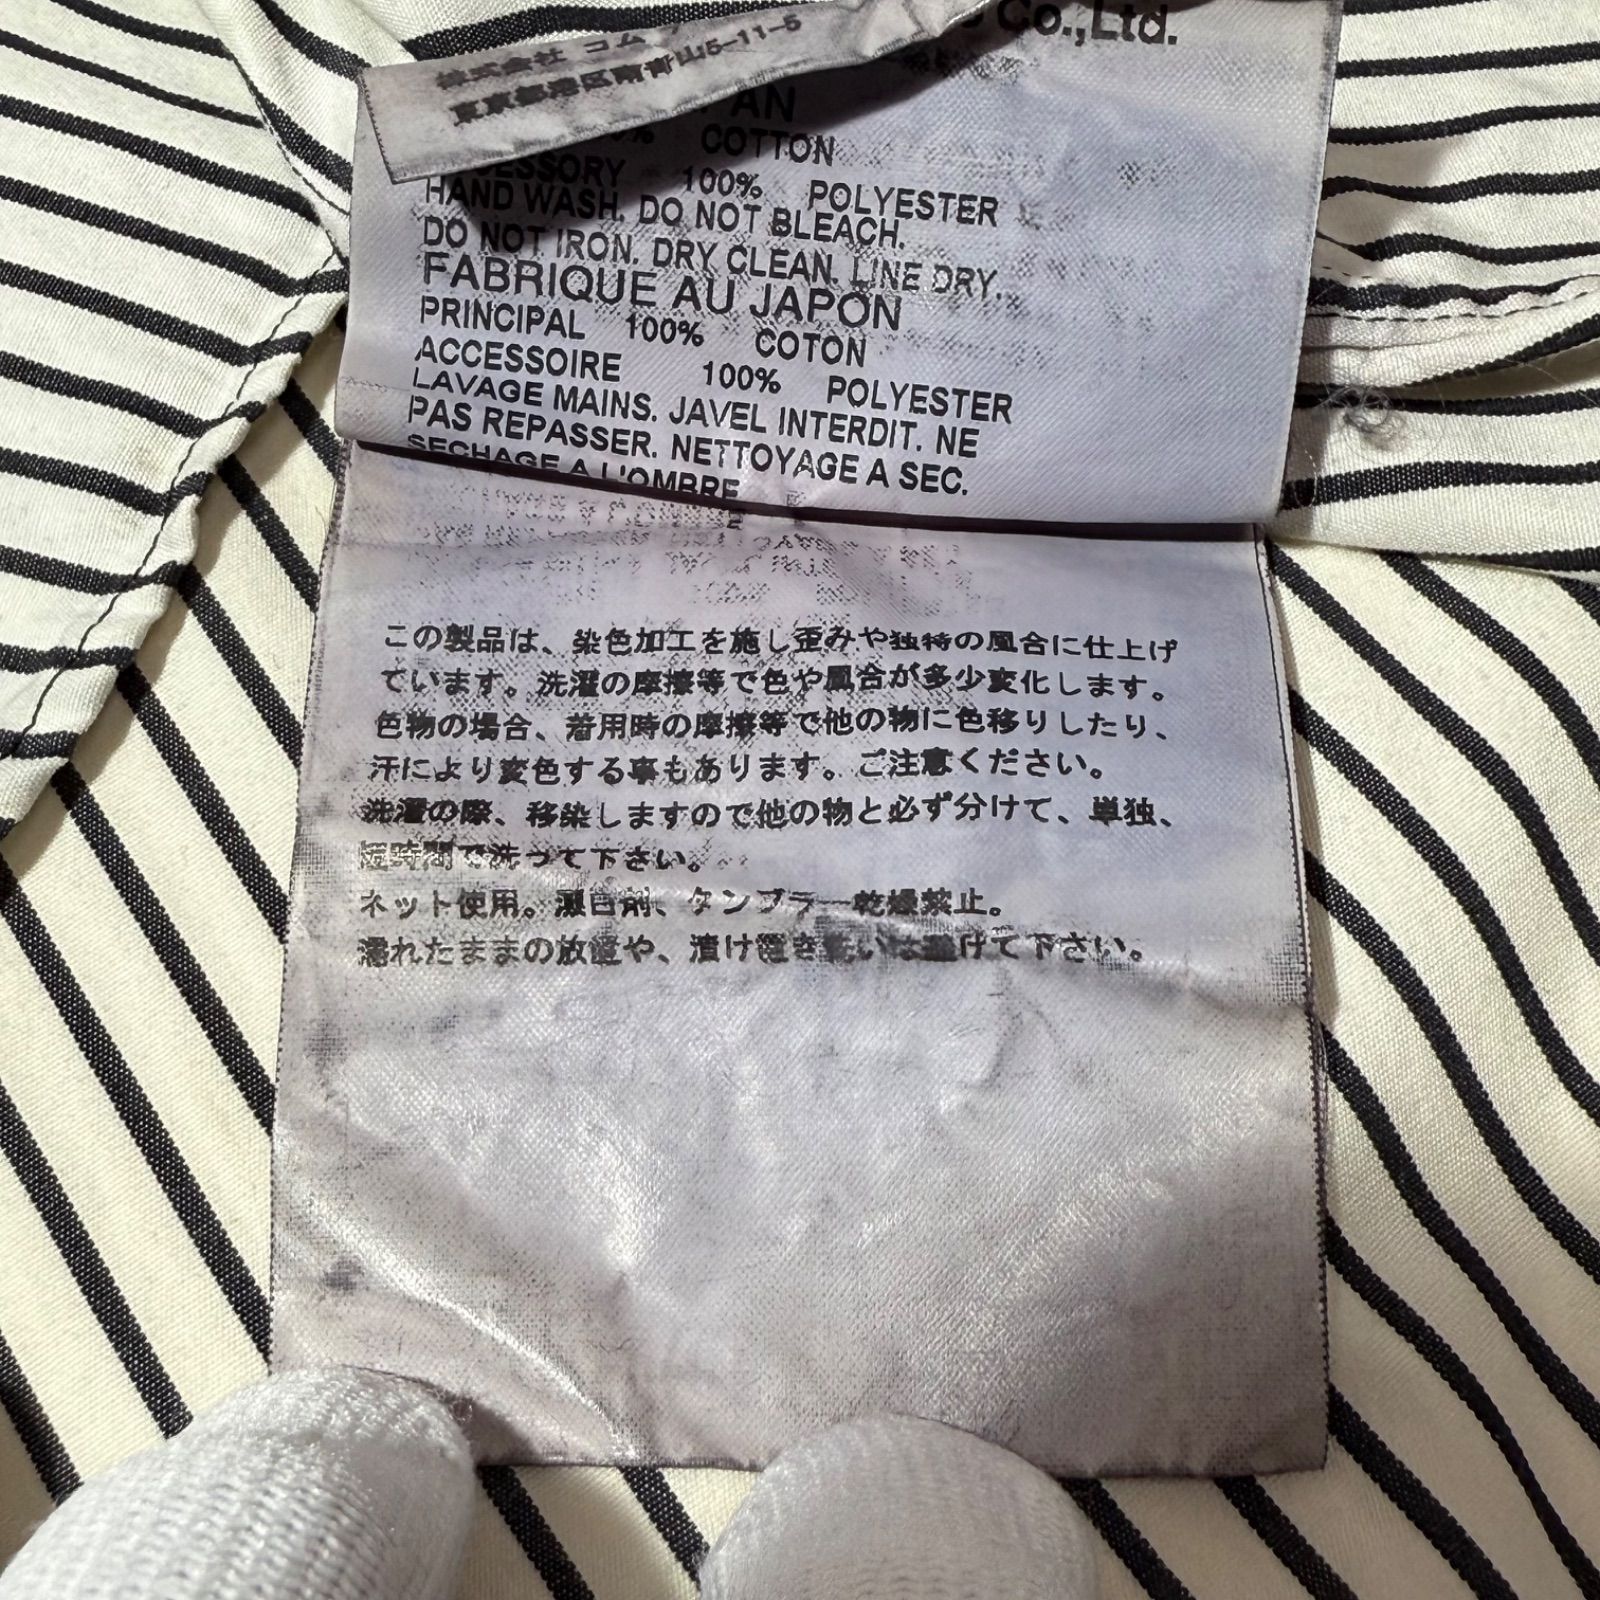 Co.,Ltd.
株式会社 コム
東京都港区南青山5-11-5
PAN
% COTTON
ESSORY 100% POLYESTER
HAND WASH. DO NOT BLEACH.
DO NOT IRON. DRY CLEAN. LINE DRY.
FABRIQUE AU JAPON
PRINCIPAL 100% COTON
ACCESSOIRE 100% POLYESTER
LAVAGE MAINS. JAVEL INTERDIT. NE
PAS REPASSER. NETTOYAGE A SEC.
SECHAGE A L'OMBRE
この製品は、染色加工を施し歪みや独特の風合に仕上げ
ています。洗濯の摩擦等で色や風合が多少変化します。
色物の場合、着用時の摩擦等で他の物に色移りしたり、
汗により変色する事もあります。ご注意ください。
洗濯の際、移染しますので他の物と必ず分けて、単独、
短時間で洗って下さい。
ネット使用。漂白剤、タンブラー乾燥禁止。
濡れたままの放置や、漬け置き洗いは避けて下さい。